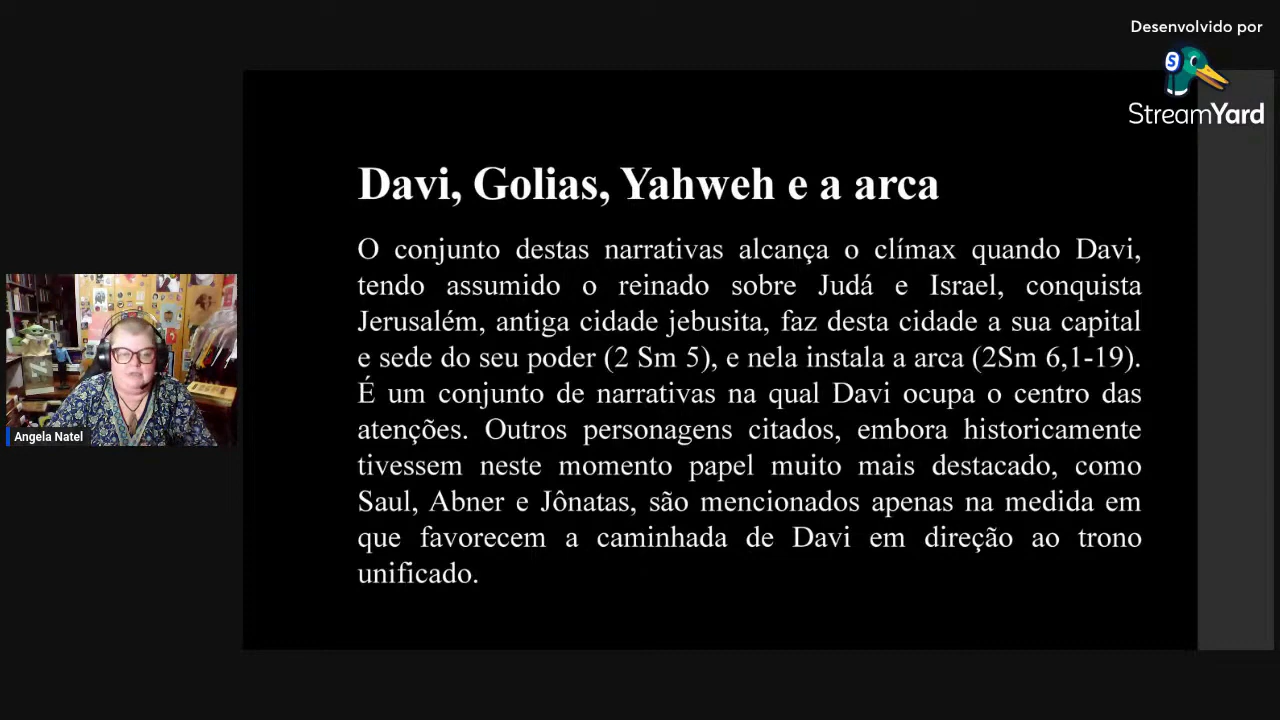 Desenvolvido por
StreamYard
Davi, Golias, Yahweh e a arca
O conjunto destas narrativas alcança o clímax quando Davi,
tendo assumido o reinado sobre Judá e Israel, conquista
Jerusalém, antiga cidade jebusita, faz desta cidade a sua capital
e sede do seu poder (2 Sm 5), e nela instala a arca (2Sm 6,1-19).
É um conjunto de narrativas na qual Davi ocupa o centro das
atenções. Outros personagens citados, embora historicamente
tivessem neste momento papel muito mais destacado, como
Saul, Abner e Jônatas, são mencionados apenas na medida em
que favorecem a caminhada de Davi em direção ao trono
unificado.
Angela Natel